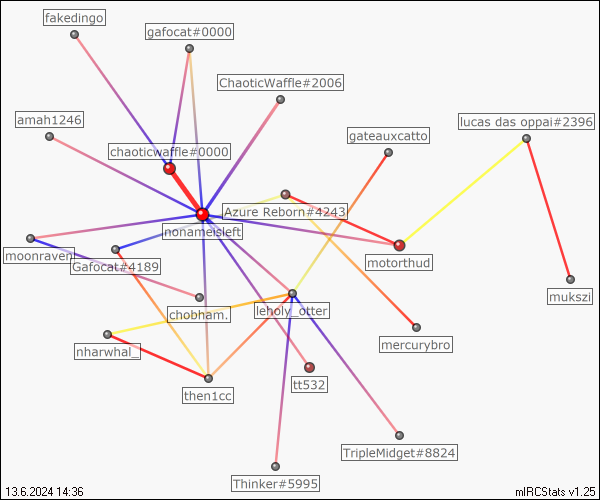 fakedingo
gafocat#0000
ChaoticWaffle#2006
amah1246
lucas das oppai#2396
gateauxcatto
chaoticwaffle#0000
Azure Reborn#4243
nonameisleft
moonraven
Gafocat#4189
motorthud
mukszi
chobham.
leholy_otter
mercurybro
nharwhal_
tt532
then1cc
TripleMidget#8824
Thinker#5995
13.6.2024 14:36
mIRCStats v1.25